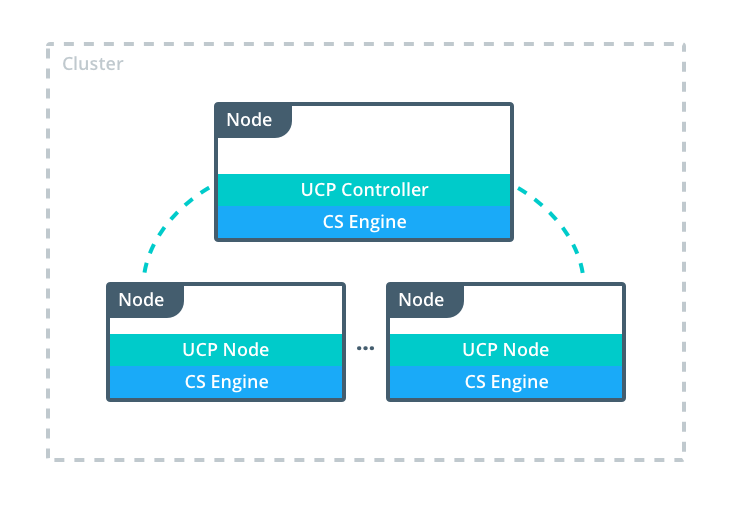 Cluster
Node
UCP Controller
CS Engine
Node
UCP Node
CS Engine
...
Node
UCP Node
CS Engine